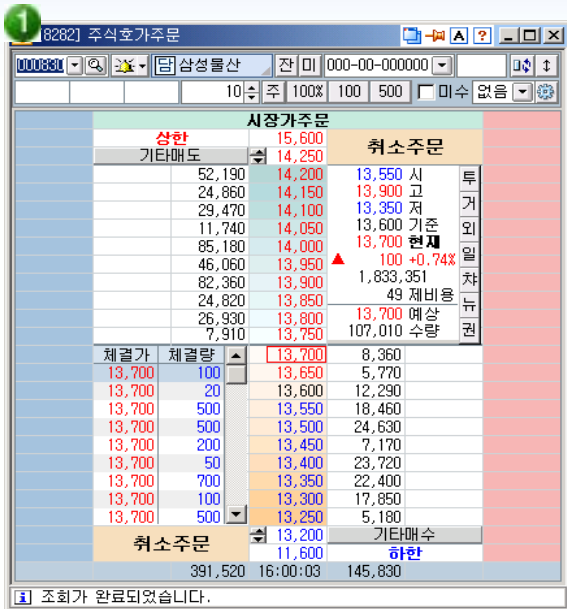 1
8282] 주식호가주문 A ?
000830 담 삼성물산 잔 미 000-00-000000
10 주 100% 100 500 미수 없음
시장가주문
상한 15,600 취소주문
기타매도 14,250
52,190 14,200 13,550 시 투
24,860 14,150 13,900 고
29,470 14,100 13,350 저 거
11,740 14,050 13,600 기준 외
85,180 14,000 13,700 현재
46,060 13,950 ▲ 100 +0.74% 일
82,360 13,900 1,833,351 차
24,820 13,850 49 제비용 뉴
26,930 13,800 13,700 예상
7,910 13,750 107,010 수량 권
체결가 체결량 13,700 8,360
13,700 100 13,650 5,770
13,700 20 13,600 12,290
13,700 500 13,550 18,460
13,700 500 13,500 24,630
13,700 200 13,450 7,170
13,700 50 13,400 23,720
13,700 700 13,350 22,400
13,700 100 13,300 17,850
13,700 500 13,250 5,180
취소주문 13,200 기타매수
11,600 하한
391,520 16:00:03 145,830
조회가 완료되었습니다.